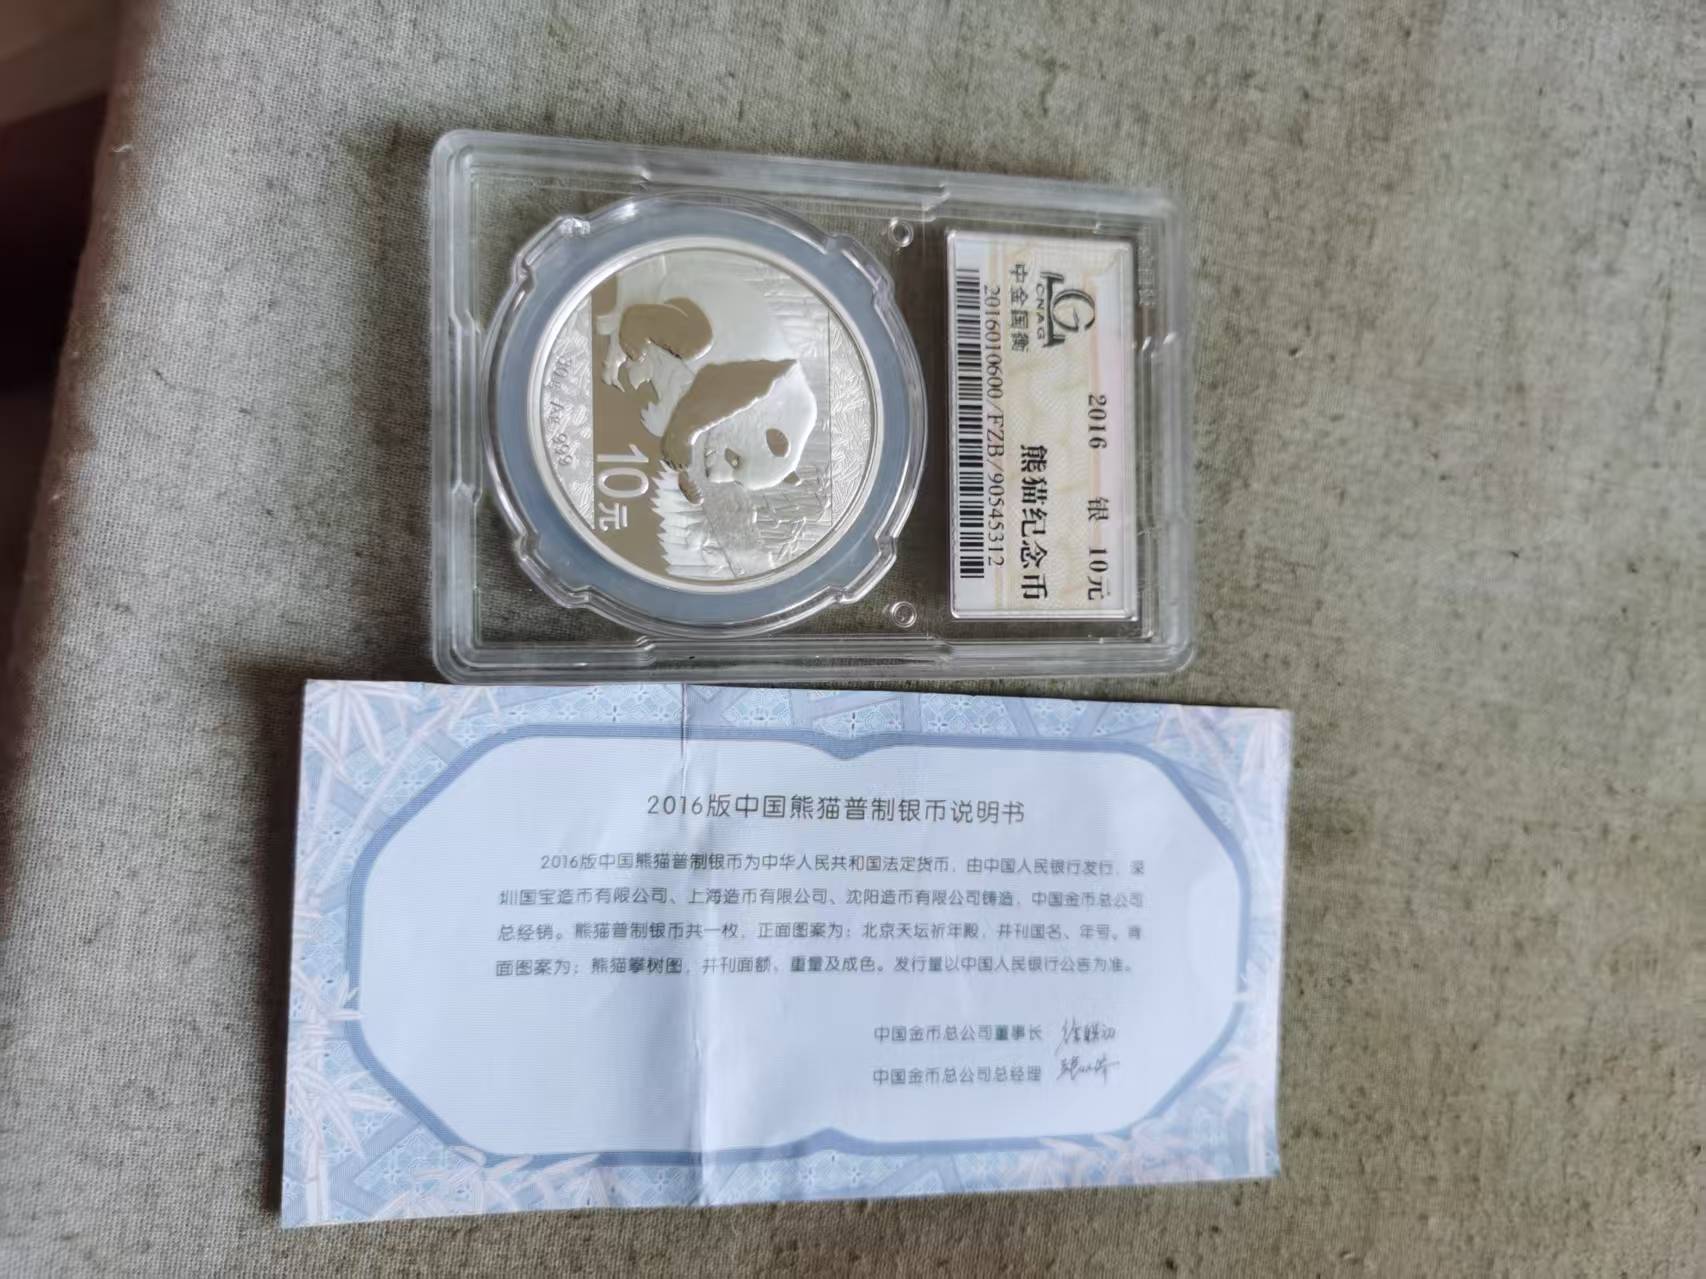 CNAG
中金国衡
2016 银 10元
熊猫纪念币
2016010600/FZB/90545312
30g Ag 999
10元
2016版中国熊猫普制银币说明书
2016版中国熊猫普制银币为中华人民共和国法定货币，由中国人民银行发行，深
圳国宝造币有限公司、上海造币有限公司、沈阳造币有限公司铸造，中国金币总公司
总经销。熊猫普制银币共一枚，正面图案为：北京天坛祈年殿，并刊国名、年号。背
面图案为：熊猫攀树图，并刊面额、重量及成色。发行量以中国人民银行公告为准。
中国金币总公司董事长
中国金币总公司总经理